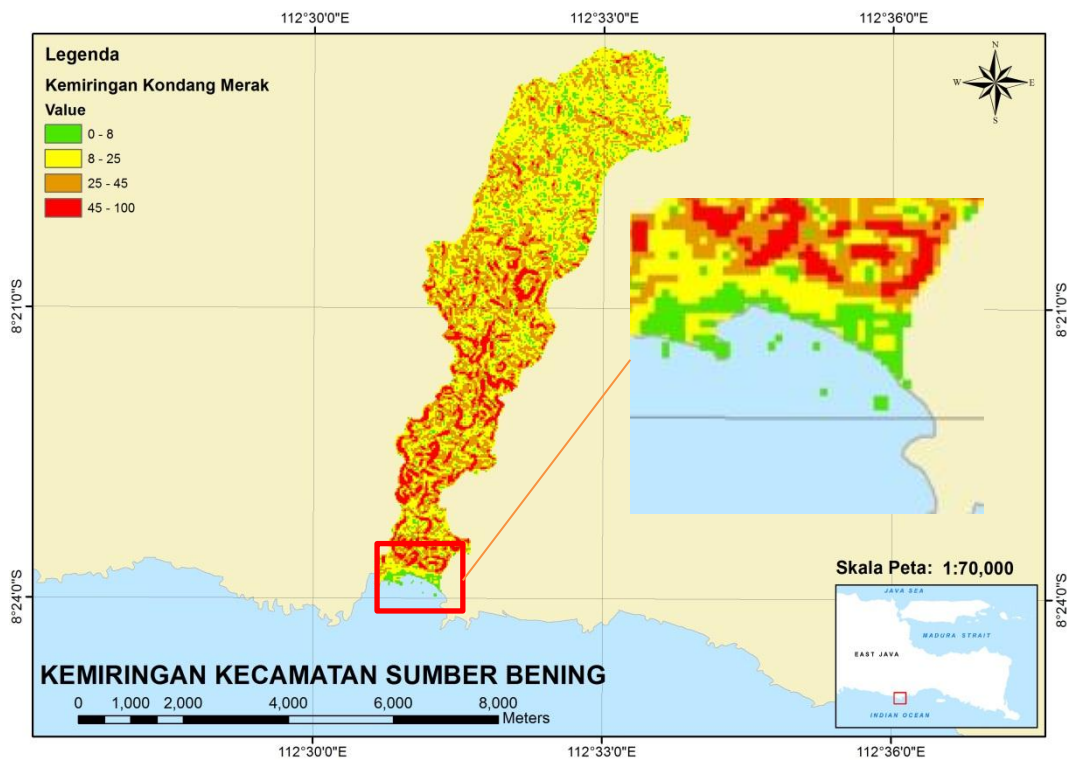 112°30'0"E 112°33'0"E 112°36'0"E
Legenda
Kemiringan Kondang Merak
Value
0 - 8
8 - 25
25 - 45
45 - 100
N
W E
S
8°21'0"S 8°21'0"S
8°24'0"S 8°24'0"S
Skala Peta: 1:70,000
JAVA SEA
MADURA STRAIT
EAST JAVA
INDIAN OCEAN
KEMIRINGAN KECAMATAN SUMBER BENING
0 1,000 2,000 4,000 6,000 8,000
Meters
112°30'0"E 112°33'0"E 112°36'0"E